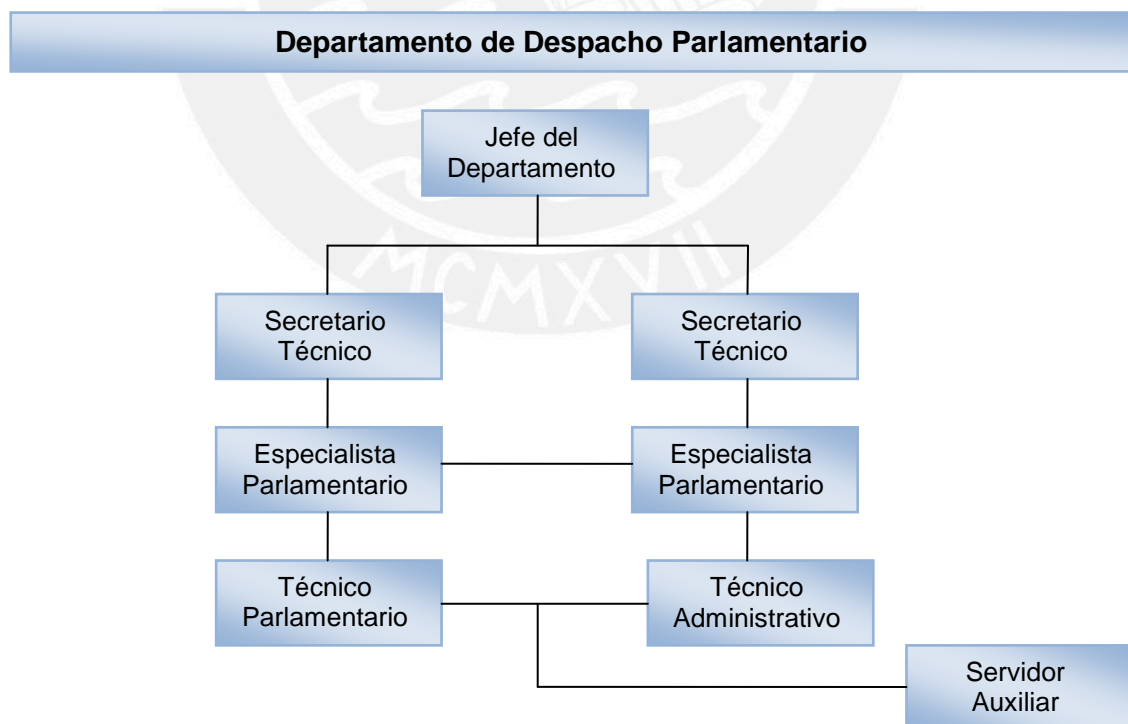 Departamento de Despacho Parlamentario
Jefe del
Departamento
MCMXVII
Secretario
Técnico
Secretario
Técnico
Especialista
Parlamentario
Especialista
Parlamentario
Técnico
Parlamentario
Técnico
Administrativo
Servidor
Auxiliar